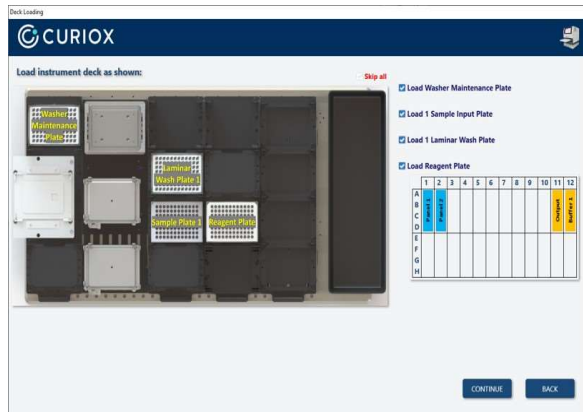 Deck Loading
CURIOX
Load instrument deck as shown:
Skip all
Washer
Maintenance
Plate
Laminar
Wash Plate 1
Sample Plate 1
Reagent Plate
Load Washer Maintenance Plate
Load 1 Sample Input Plate
Load 1 Laminar Wash Plate
Load Reagent Plate
1 2 3 4 5 6 7 8 9 10 11 12
A
B
C
D
E
F
G
H
Panel 1
Panel 2
Output
Buffer 1
CONTINUE
BACK